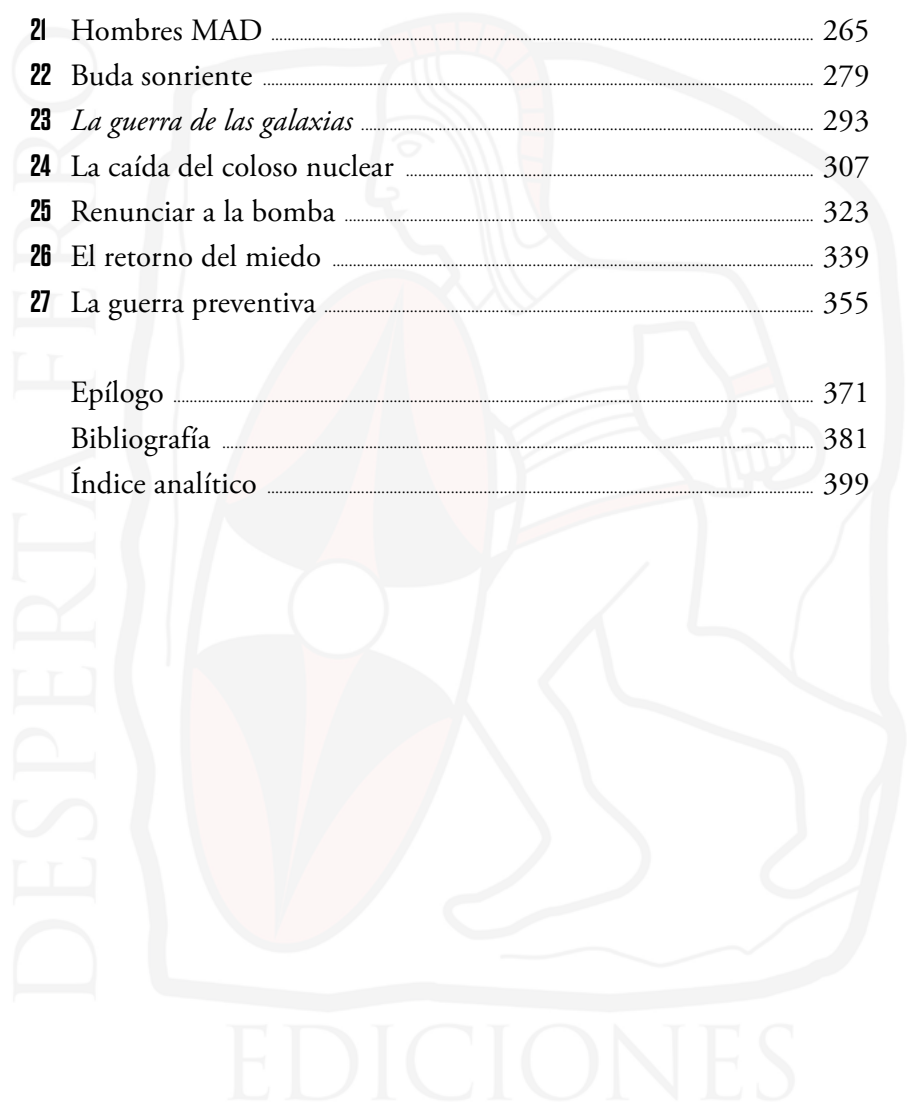 21 Hombres MAD 265
22 Buda sonriente 279
23 La guerra de las galaxias 293
24 La caída del coloso nuclear 307
25 Renunciar a la bomba 323
26 El retorno del miedo 339
27 La guerra preventiva 355
Epílogo 371
Bibliografía 381
Índice analítico 399
DESPERTA FERRO
EDICIONES